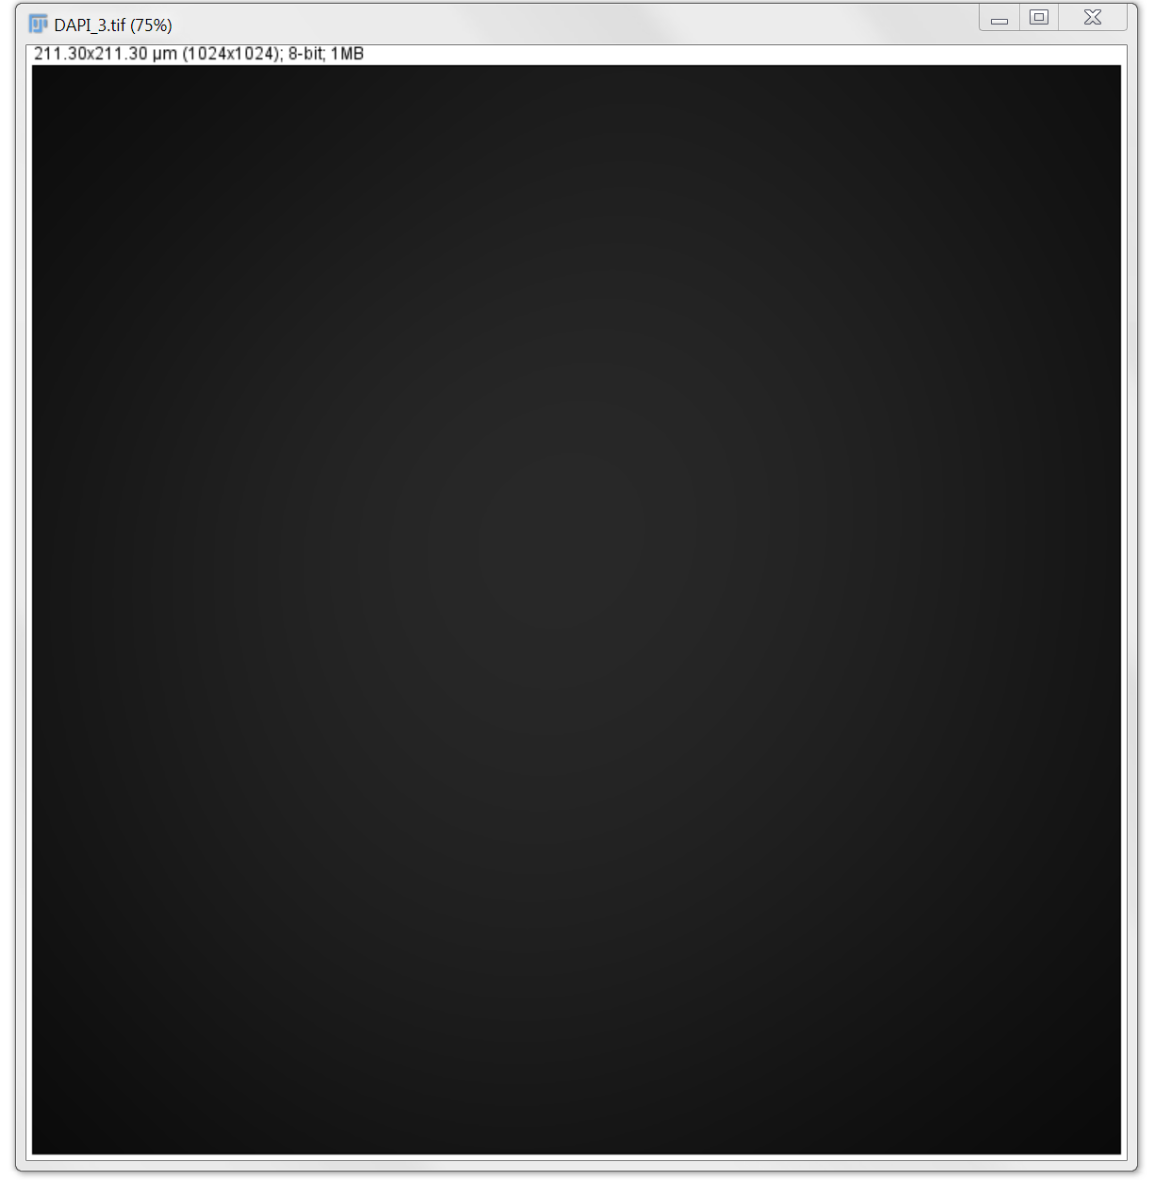 DAPI_3.tif (75%)
211.30x211.30 µm (1024x1024); 8-bit; 1MB